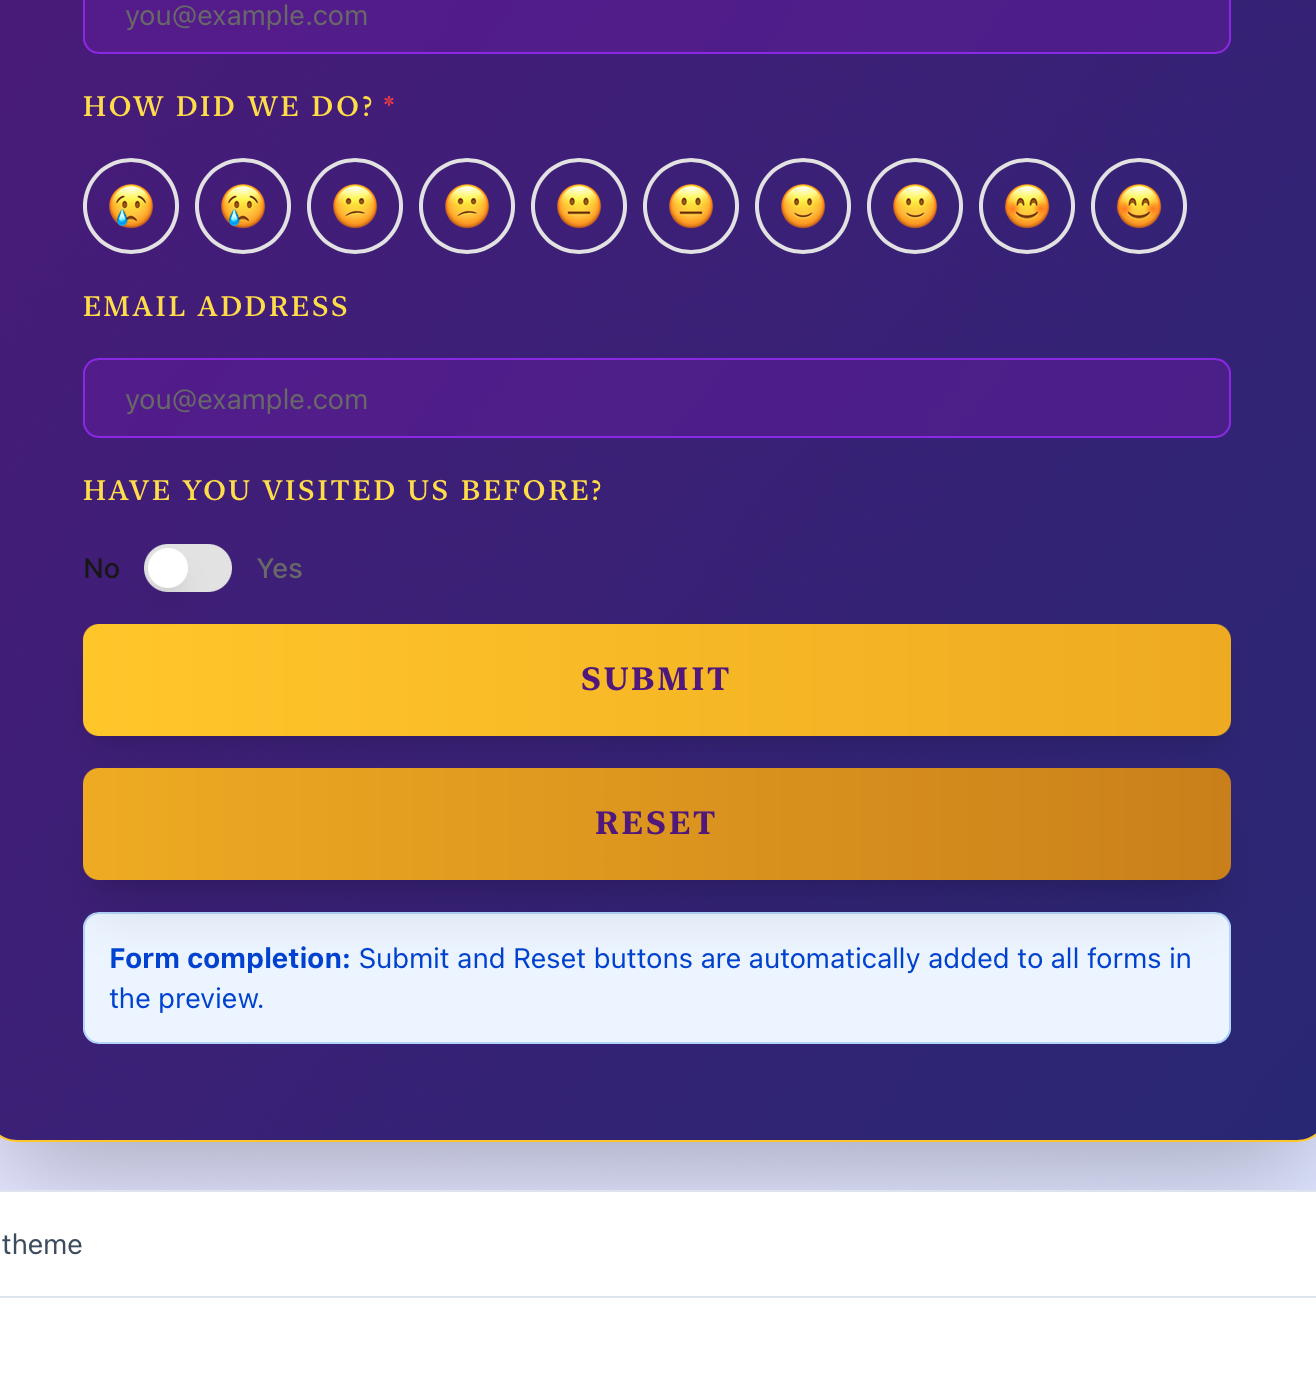 you@example.com
HOW DID WE DO? *
EMAIL ADDRESS
you@example.com
HAVE YOU VISITED US BEFORE?
No Yes
SUBMIT
RESET
Form completion: Submit and Reset buttons are automatically added to all forms in
the preview.
theme